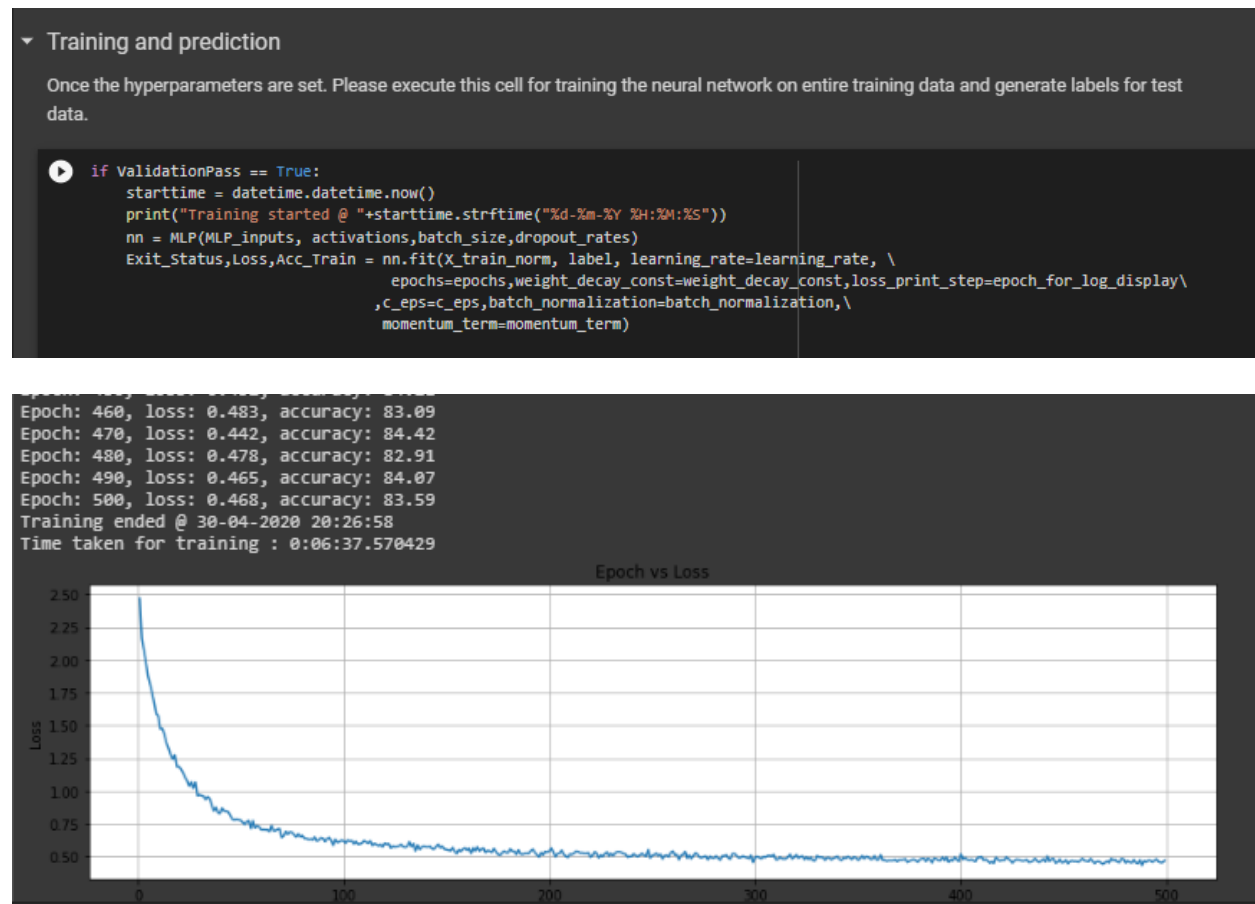 Training and prediction
Once the hyperparameters are set. Please execute this cell for training the neural network on entire training data and generate labels for test
data.
if ValidationPass == True:
starttime = datetime.datetime.now()
print("Training started @ "+starttime.strftime("%d-%m-%Y %H:%M:%S"))
nn = MLP(MLP_inputs, activations,batch_size,dropout_rates)
Exit_Status,Loss,Acc_Train = nn.fit(X_train_norm, label, learning_rate=learning_rate, \
epochs=epochs,weight_decay_const=weight_decay_const,loss_print_step=epoch_for_log_display\
,c_eps=c_eps,batch_normalization=batch_normalization,\
momentum_term=momentum_term)
Epoch: 460, loss: 0.483, accuracy: 83.09
Epoch: 470, loss: 0.442, accuracy: 84.42
Epoch: 480, loss: 0.478, accuracy: 82.91
Epoch: 490, loss: 0.465, accuracy: 84.07
Epoch: 500, loss: 0.468, accuracy: 83.59
Training ended @ 30-04-2020 20:26:58
Time taken for training : 0:06:37.570429
Epoch vs Loss
2.50
2.25
2.00
1.75
1.50
1.25
1.00
0.75
0.50
Loss
0 100 200 300 400 500